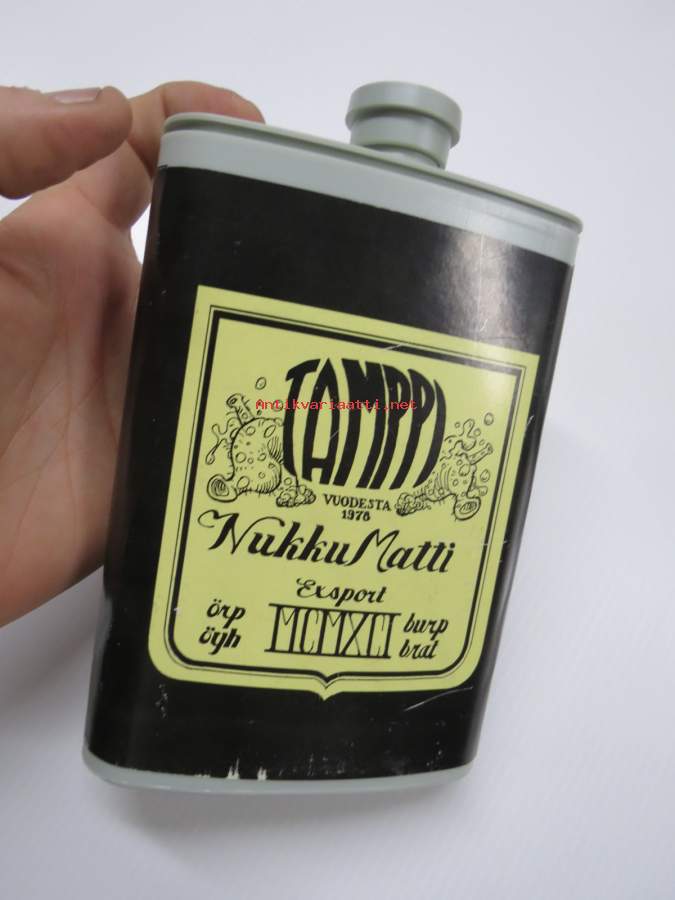 TAMPPI
Antikvariaatti.net
VUODESTA
1978
NukkuMatti
Exsport
örp MCMXCI burp
öyh brat